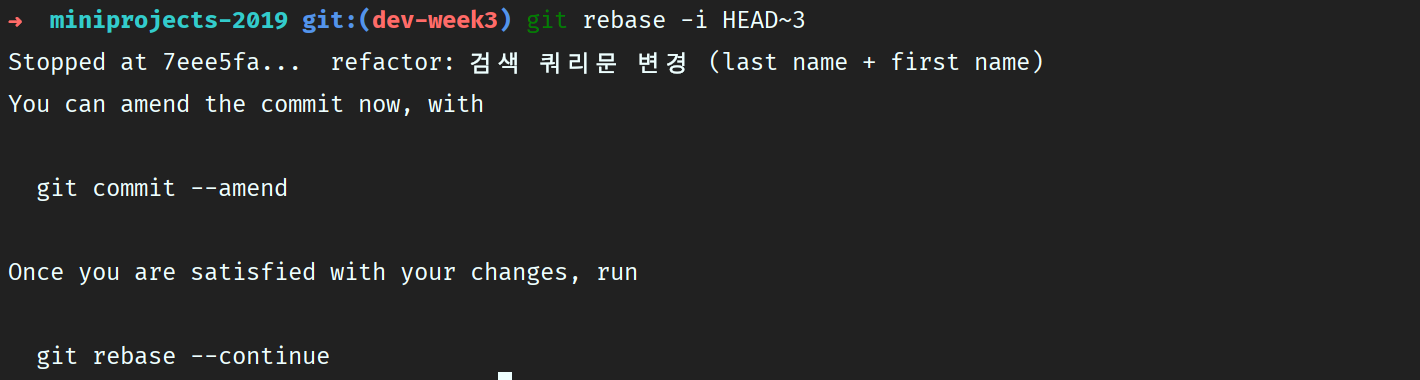 ➜ miniprojects-2019 git:(dev-week3) git rebase -i HEAD~3
Stopped at 7eee5fa... refactor: 검색 쿼리문 변경 (last name + first name)
You can amend the commit now, with
git commit --amend
Once you are satisfied with your changes, run
git rebase --continue